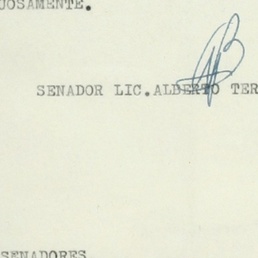 JOSAMENTE.
SENADOR LIC.ALBERTO TER
SENADORES